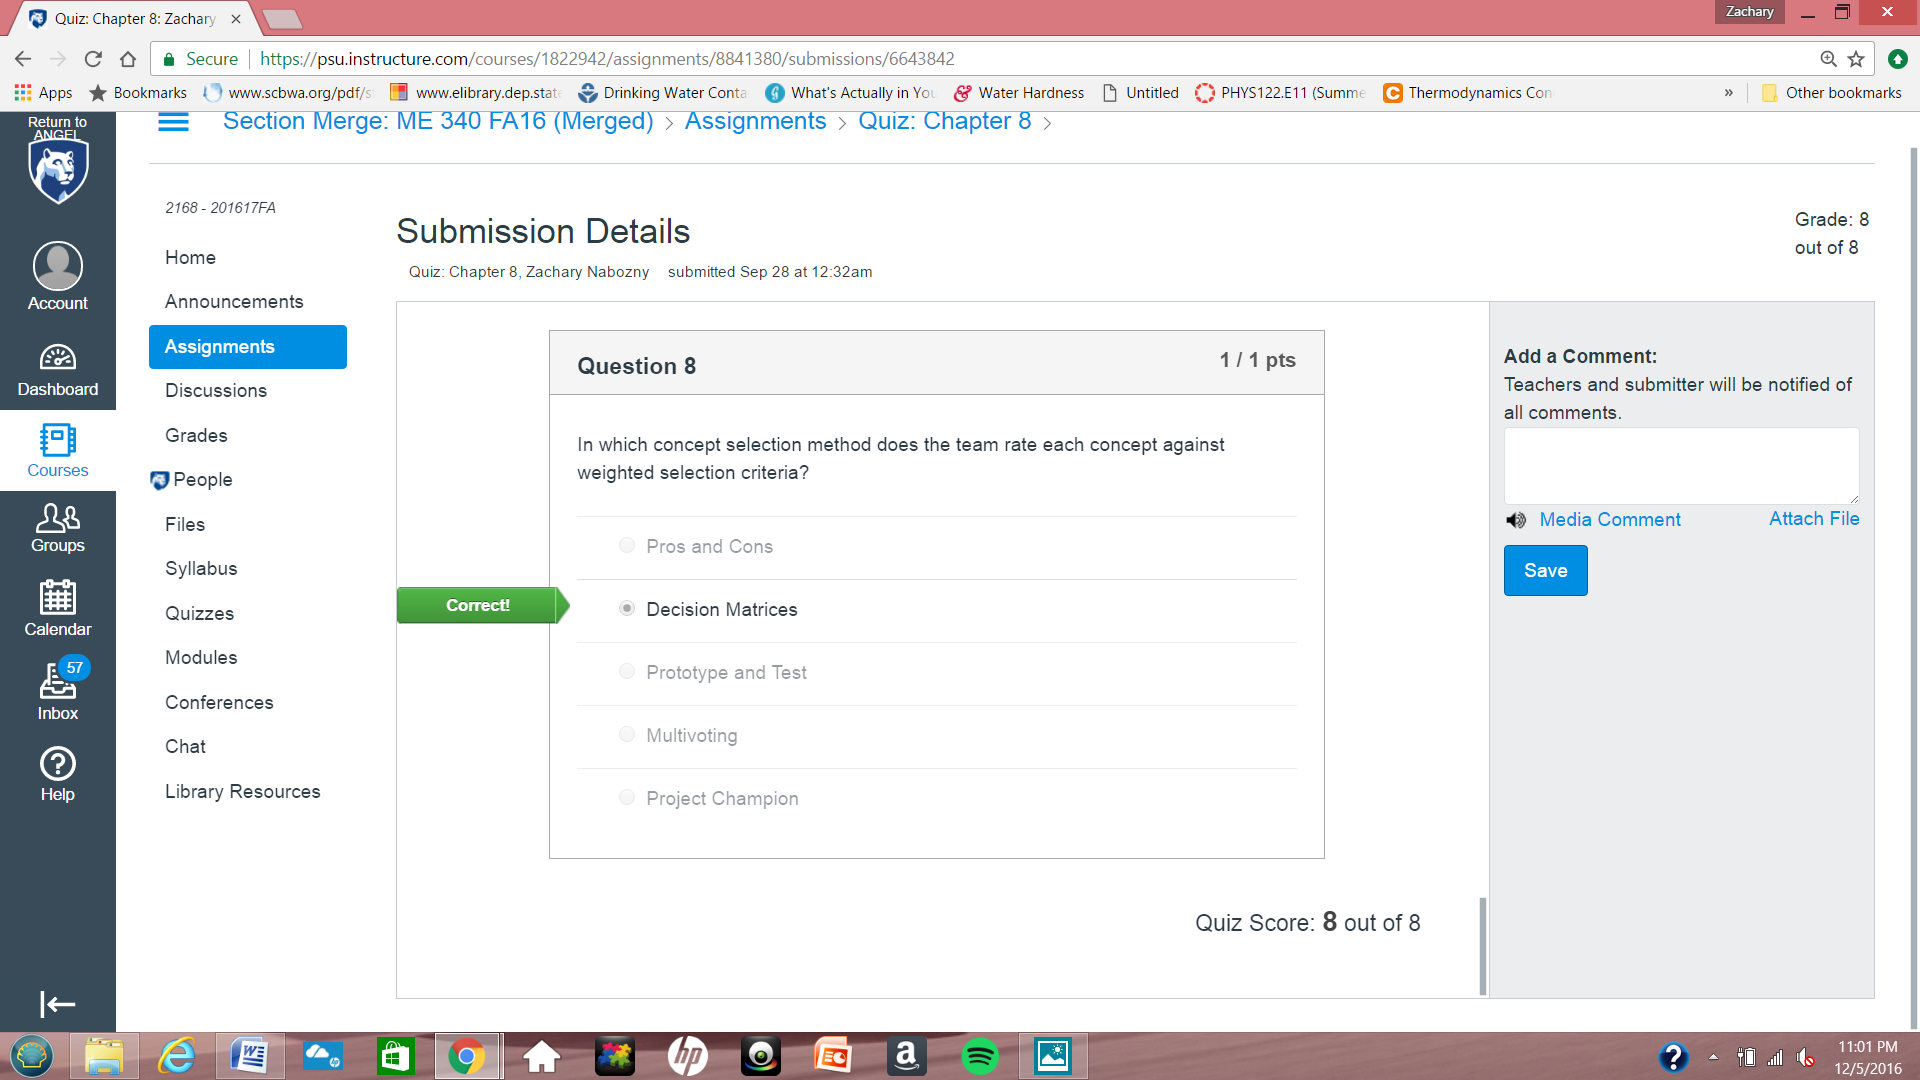 Quiz: Chapter 8: Zachary
Zachary
Secure
https://psu.instructure.com/courses/1822942/assignments/8841380/submissions/6643842
Apps
Bookmarks
www.scbwa.org/pdf/s
www.elibrary.dep.state
Drinking Water Conta
What's Actually in You
Water Hardness
Untitled
PHYS122.E11 (Summe
Thermodynamics Con
»
Other bookmarks
Return to
ANGEL
Account
Dashboard
Courses
Groups
Calendar
57
Inbox
Help
Section Merge: ME 340 FA16 (Merged) > Assignments > Quiz: Chapter 8 >
2168 - 201617FA
Home
Announcements
Assignments
Discussions
Grades
People
Files
Syllabus
Quizzes
Modules
Conferences
Chat
Library Resources
Submission Details
Quiz: Chapter 8, Zachary Nabozny submitted Sep 28 at 12:32am
Grade: 8
out of 8
Question 8
1 / 1 pts
In which concept selection method does the team rate each concept against
weighted selection criteria?
Pros and Cons
Correct!
Decision Matrices
Prototype and Test
Multivoting
Project Champion
Quiz Score: 8 out of 8
Add a Comment:
Teachers and submitter will be notified of
all comments.
Media Comment
Attach File
Save
11:01 PM
12/5/2016